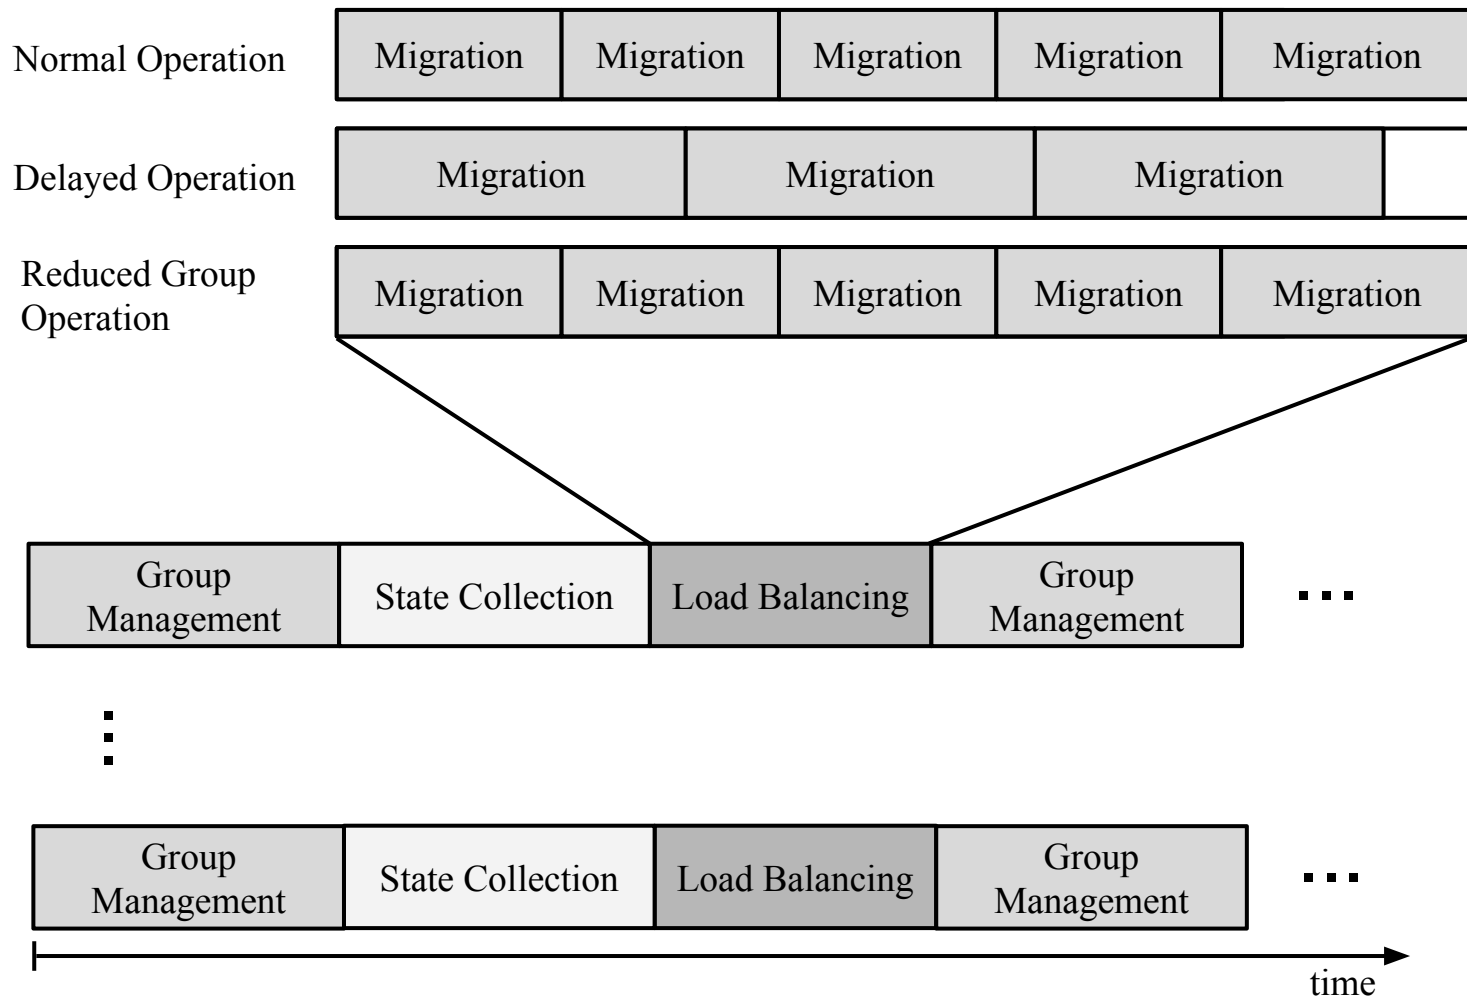 Normal Operation
Migration
Migration
Migration
Migration
Migration
Delayed Operation
Migration
Migration
Migration
Reduced Group
Operation
Migration
Migration
Migration
Migration
Migration
Group
Management
State Collection
Load Balancing
Group
Management
Group
Management
State Collection
Load Balancing
Group
Management
time